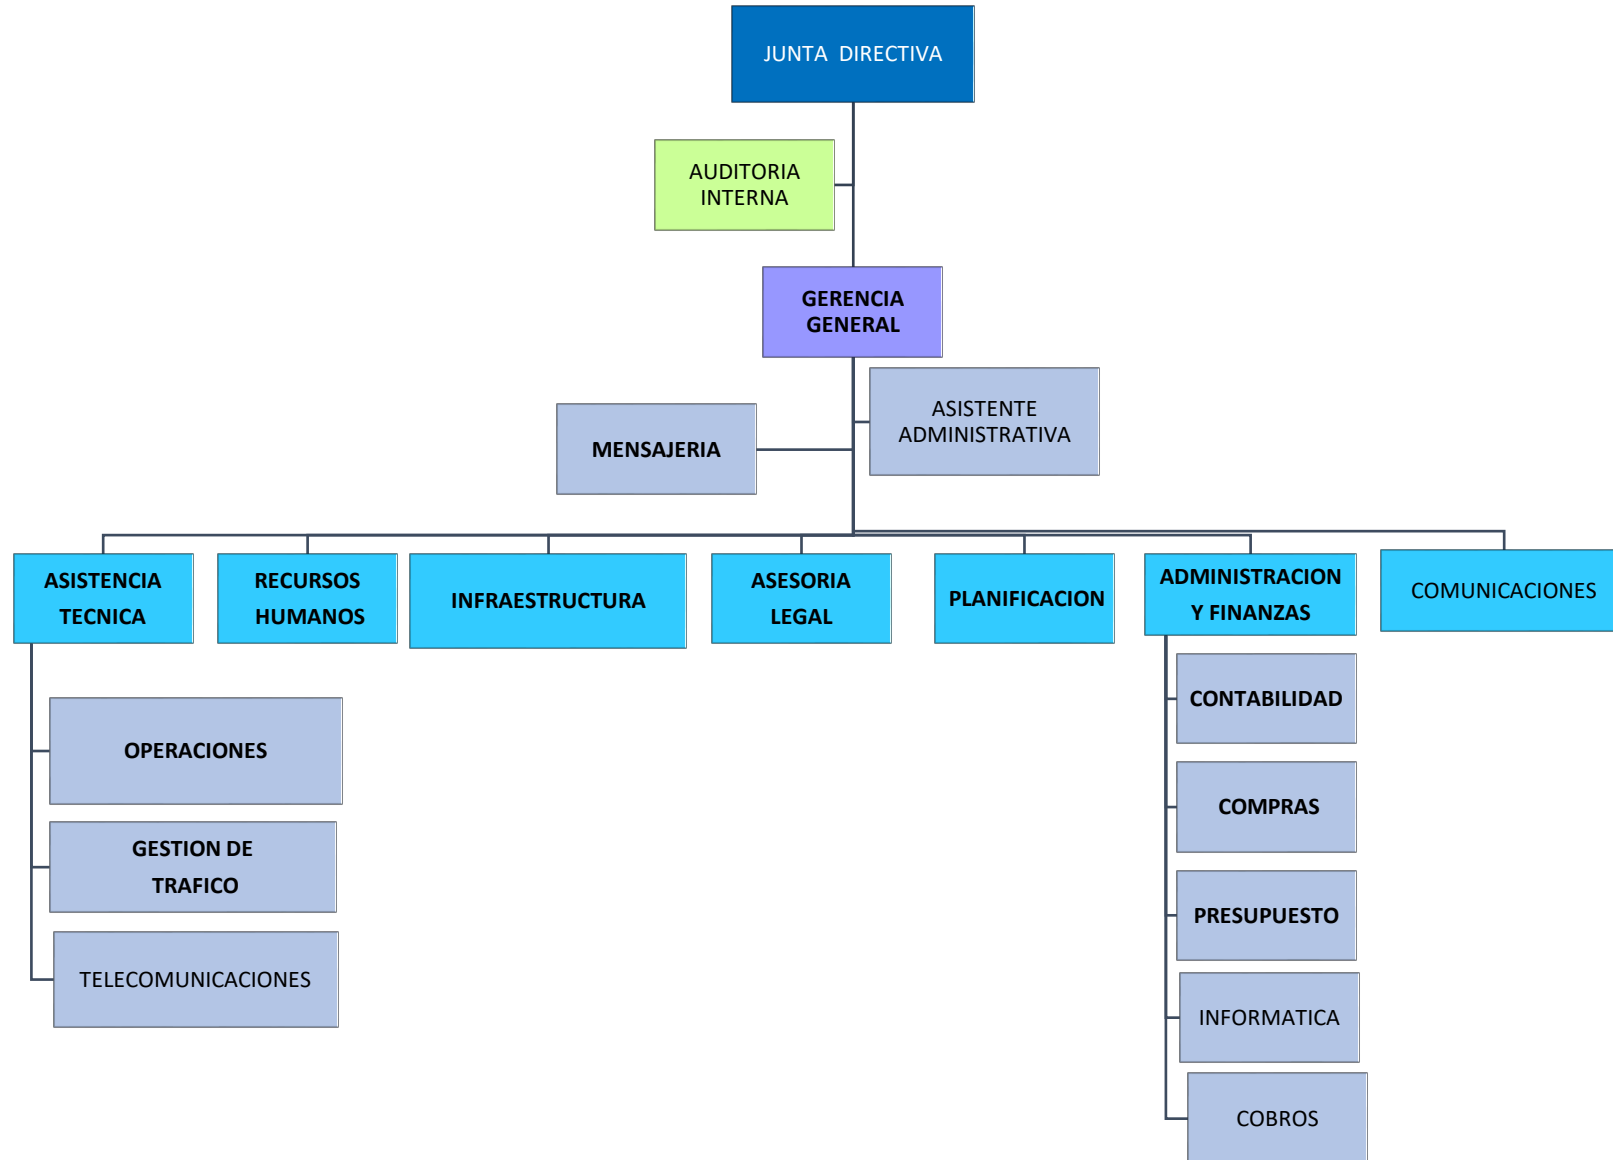 JUNTA DIRECTIVA
AUDITORIA
INTERNA
GERENCIA
GENERAL
ASISTENTE
ADMINISTRATIVA
MENSAJERIA
ASISTENCIA
TECNICA
RECURSOS
HUMANOS
INFRAESTRUCTURA
ASESORIA
LEGAL
PLANIFICACION
ADMINISTRACION
Y FINANZAS
COMUNICACIONES
OPERACIONES
GESTION DE
TRAFICO
TELECOMUNICACIONES
CONTABILIDAD
COMPRAS
PRESUPUESTO
INFORMATICA
COBROS